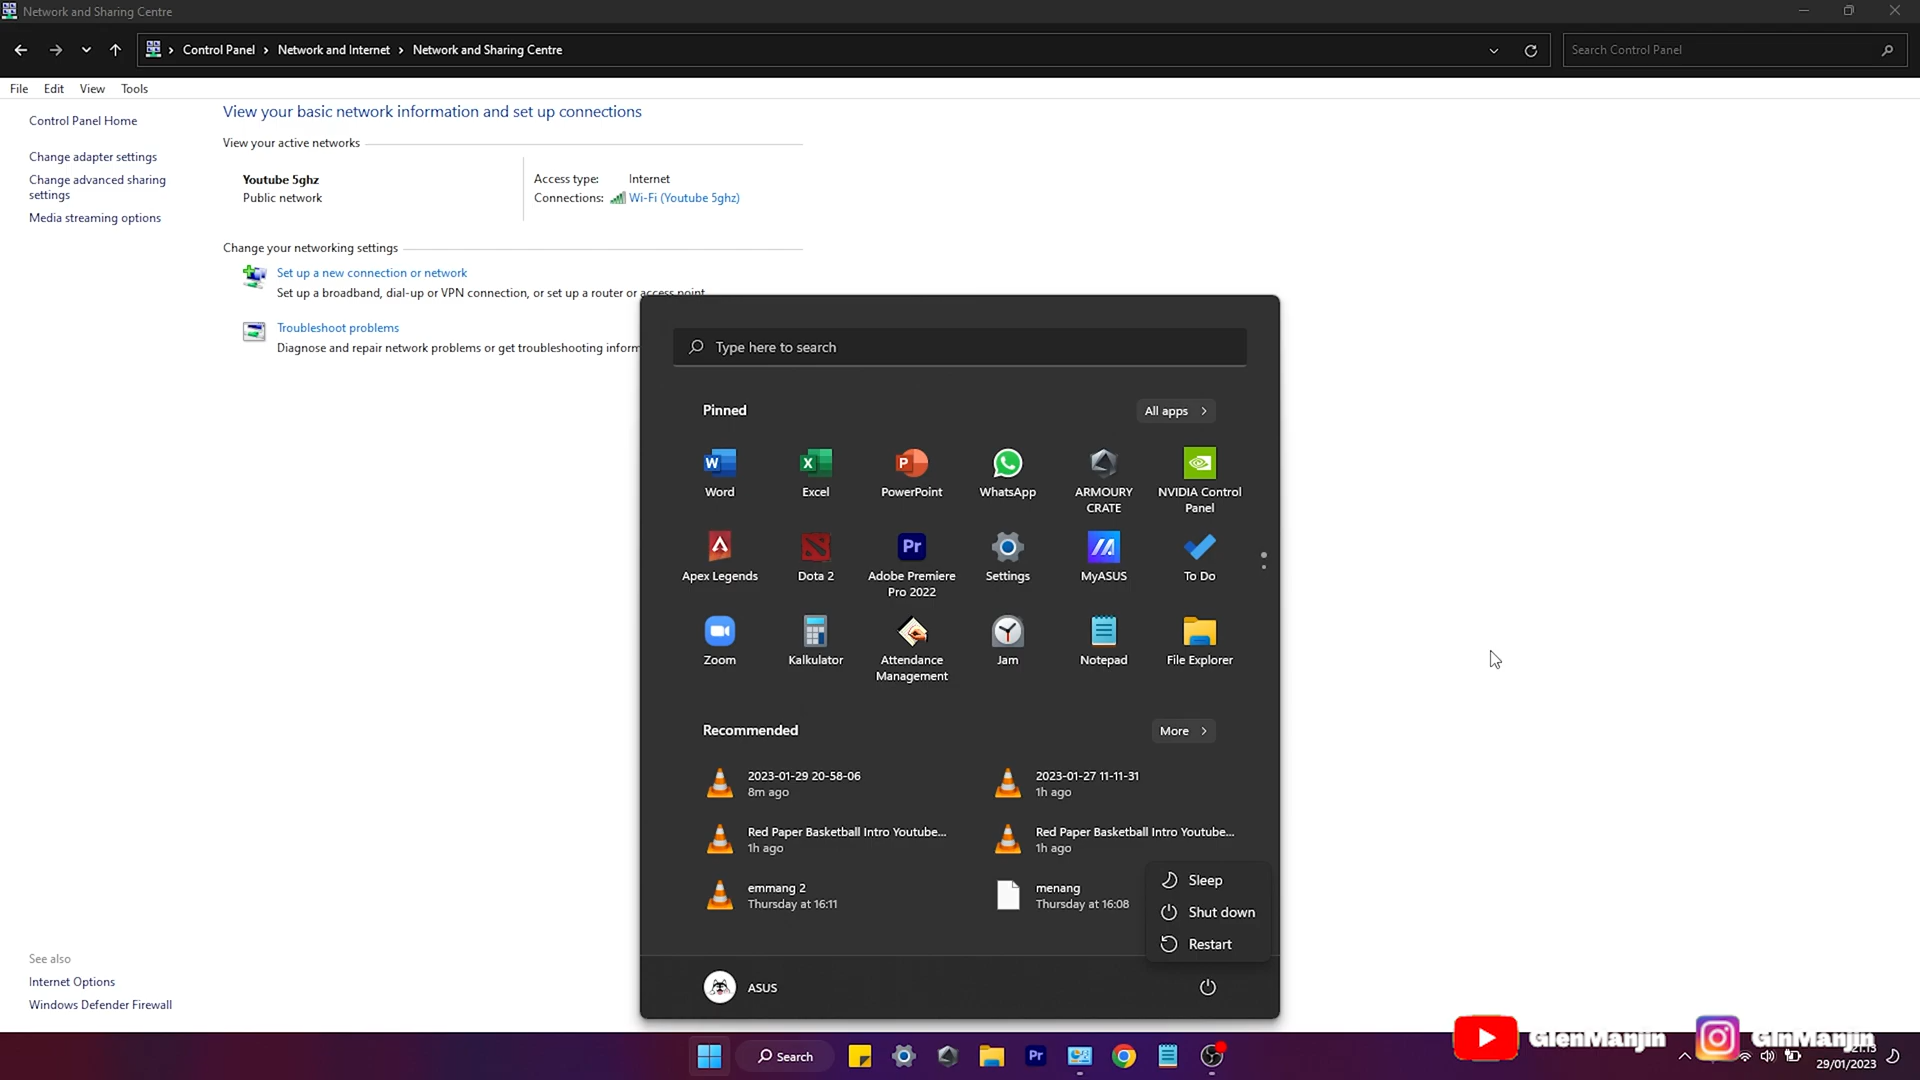 Network and Sharing Centre
Control Panel > Network and Internet > Network and Sharing Centre
Search Control Panel
File Edit View Tools
Control Panel Home
Change adapter settings
Change advanced sharing
settings
Media streaming options
View your basic network information and set up connections
View your active networks
Youtube 5ghz
Public network
Access type: Internet
Connections: Wi-Fi (Youtube 5ghz)
Change your networking settings
Set up a new connection or network
Set up a broadband, dial-up or VPN connection, or set up a router or access point.
Troubleshoot problems
Diagnose and repair network problems or get troubleshooting inform
Type here to search
Pinned
All apps >
Word
Excel
PowerPoint
WhatsApp
ARMOURY
CRATE
NVIDIA Control
Panel
Apex Legends
Dota 2
Adobe Premiere
Pro 2022
Settings
MyASUS
To Do
Zoom
Kalkulator
Attendance
Management
Jam
Notepad
File Explorer
Recommended
More >
2023-01-29 20-58-06
8m ago
2023-01-27 11-11-31
1h ago
Red Paper Basketball Intro Youtube...
1h ago
Red Paper Basketball Intro Youtube...
1h ago
emmang 2
Thursday at 16:11
menang
Thursday at 16:08
Sleep
Shut down
Restart
ASUS
See also
Internet Options
Windows Defender Firewall
Search
GlenManjin
GlnManjin
21.13
29/01/2023